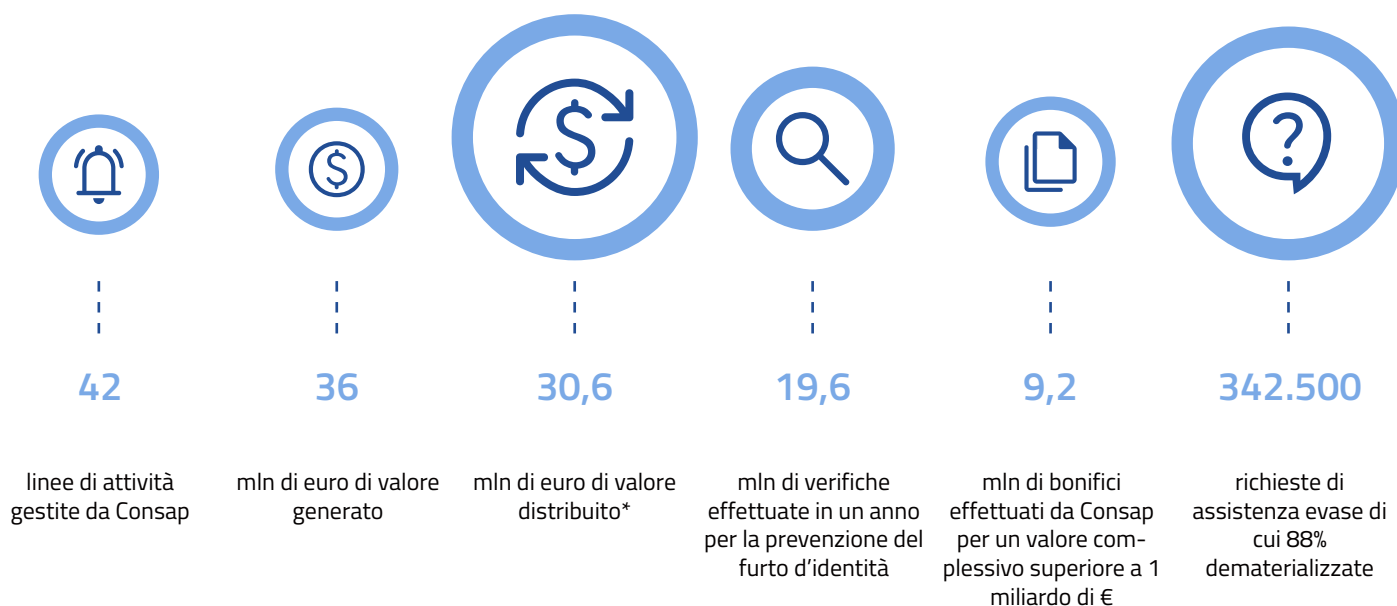 42
linee di attività
gestite da Consap
36
mln di euro di valore
generato
30,6
mln di euro di valore
distribuito*
19,6
mln di verifiche
effettuate in un anno
per la prevenzione del
furto d'identità
9,2
mln di bonifici
effettuati da Consap
per un valore com-
plessivo superiore a 1
miliardo di €
342.500
richieste di
assistenza evase di
cui 88%
dematerializzate